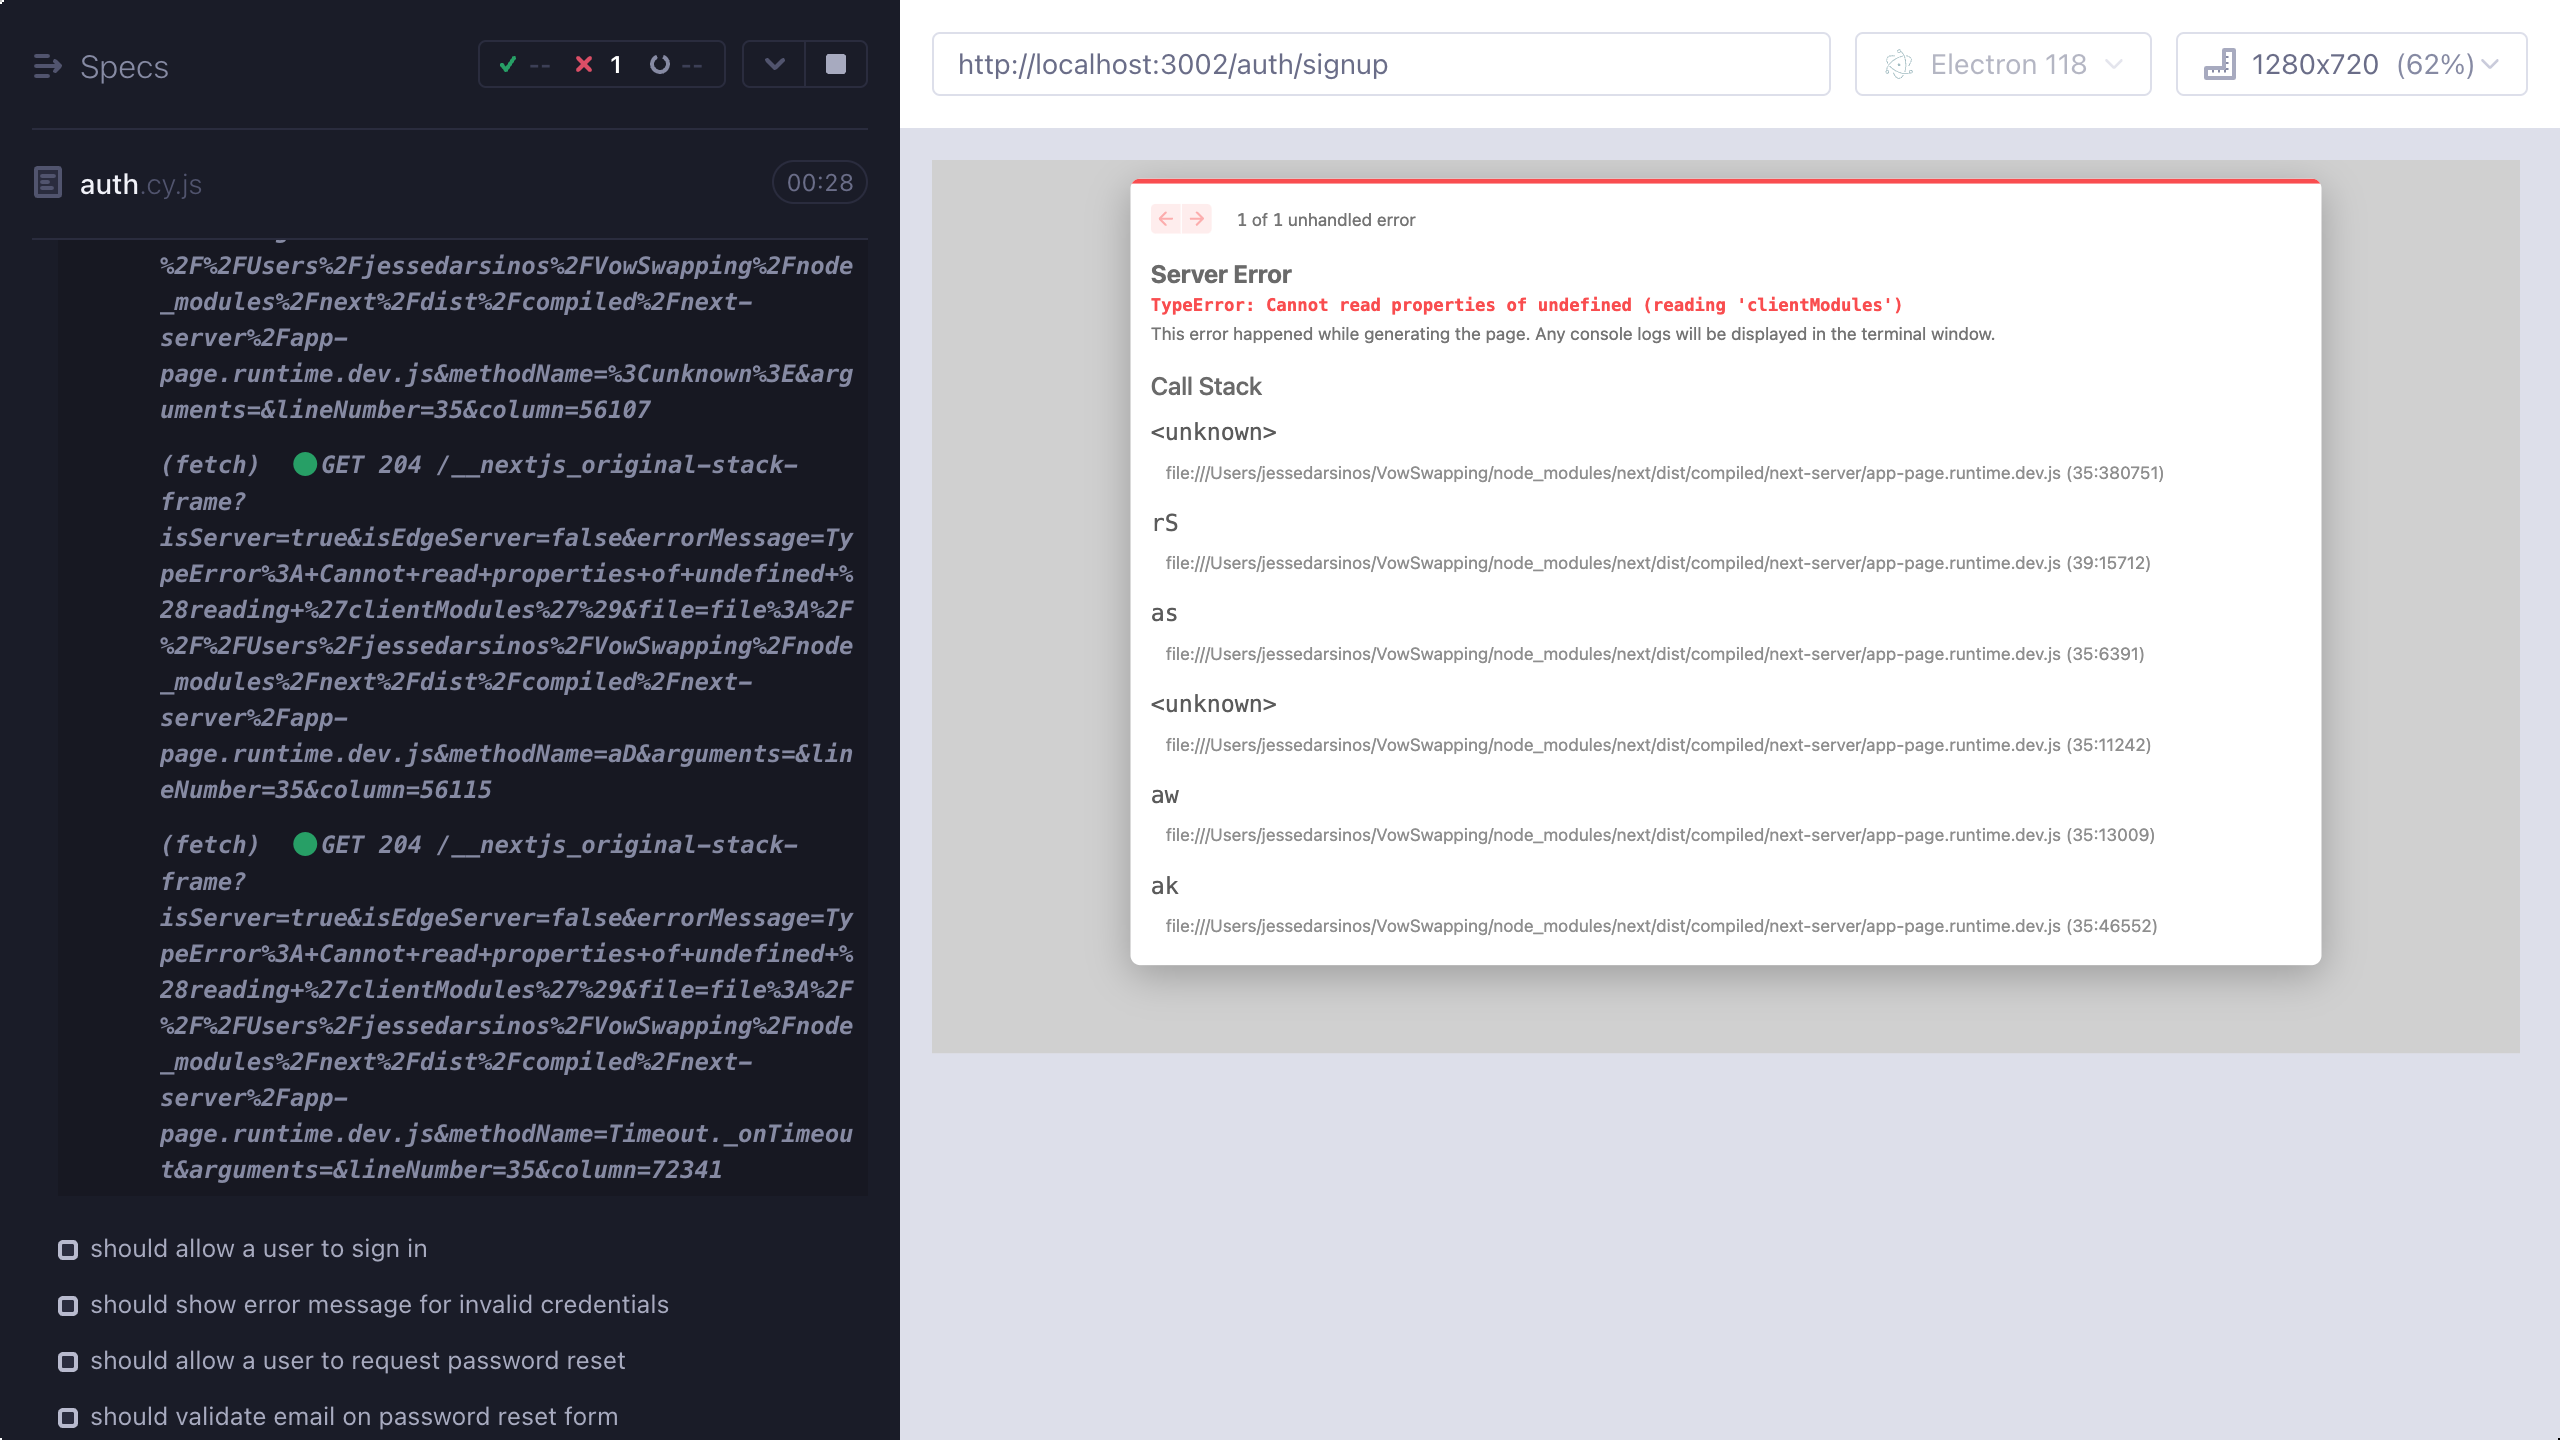 Specs
-- 1 --
auth.cy.js
00:28
%2F%2FUsers%2Fjessedarsinos%2FVowSwapping%2Fnode
_modules%2Fnext%2Fdist%2Fcompiled%2Fnext-
server%2Fapp-
page.runtime.dev.js&methodName=%3Cunknown%3E&arg
uments=&lineNumber=35&column=56107
(fetch) GET 204 /__nextjs_original-stack-
frame?
isServer=true&isEdgeServer=false&errorMessage=Ty
peError%3A+Cannot+read+properties+of+undefined+%
28reading+%27clientModules%27%29&file=file%3A%2F
%2F%2FUsers%2Fjessedarsinos%2FVowSwapping%2Fnode
_modules%2Fnext%2Fdist%2Fcompiled%2Fnext-
server%2Fapp-
page.runtime.dev.js&methodName=aD&arguments=&lin
eNumber=35&column=56115
(fetch) GET 204 /__nextjs_original-stack-
frame?
isServer=true&isEdgeServer=false&errorMessage=Ty
peError%3A+Cannot+read+properties+of+undefined+%
28reading+%27clientModules%27%29&file=file%3A%2F
%2F%2FUsers%2Fjessedarsinos%2FVowSwapping%2Fnode
_modules%2Fnext%2Fdist%2Fcompiled%2Fnext-
server%2Fapp-
page.runtime.dev.js&methodName=Timeout._onTimeou
t&arguments=&lineNumber=35&column=72341
should allow a user to sign in
should show error message for invalid credentials
should allow a user to request password reset
should validate email on password reset form
http://localhost:3002/auth/signup
Electron 118
1280x720 (62%)
1 of 1 unhandled error
Server Error
TypeError: Cannot read properties of undefined (reading 'clientModules')
This error happened while generating the page. Any console logs will be displayed in the terminal window.
Call Stack
<unknown>
file:///Users/jessedarsinos/VowSwapping/node_modules/next/dist/compiled/next-server/app-page.runtime.dev.js (35:380751)
rS
file:///Users/jessedarsinos/VowSwapping/node_modules/next/dist/compiled/next-server/app-page.runtime.dev.js (39:15712)
as
file:///Users/jessedarsinos/VowSwapping/node_modules/next/dist/compiled/next-server/app-page.runtime.dev.js (35:6391)
<unknown>
file:///Users/jessedarsinos/VowSwapping/node_modules/next/dist/compiled/next-server/app-page.runtime.dev.js (35:11242)
aw
file:///Users/jessedarsinos/VowSwapping/node_modules/next/dist/compiled/next-server/app-page.runtime.dev.js (35:13009)
ak
file:///Users/jessedarsinos/VowSwapping/node_modules/next/dist/compiled/next-server/app-page.runtime.dev.js (35:46552)